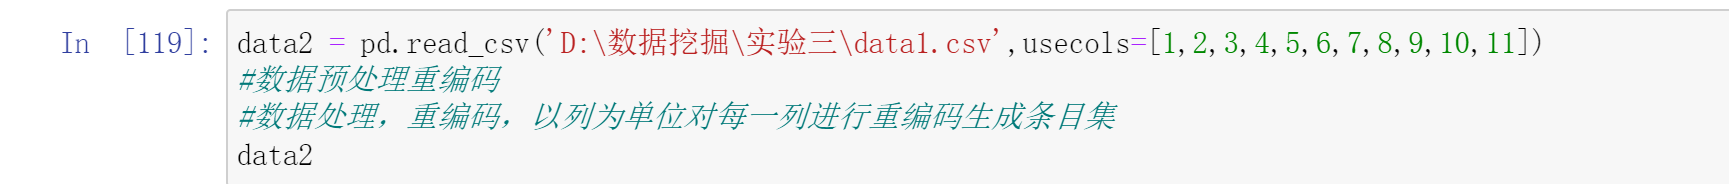 In [119]: data2 = pd.read_csv('D:\数据挖掘\实验三\data1.csv',usecols=[1,2,3,4,5,6,7,8,9,10,11])
#数据预处理重编码
#数据处理，重编码，以列为单位对每一列进行重编码生成条目集
data2